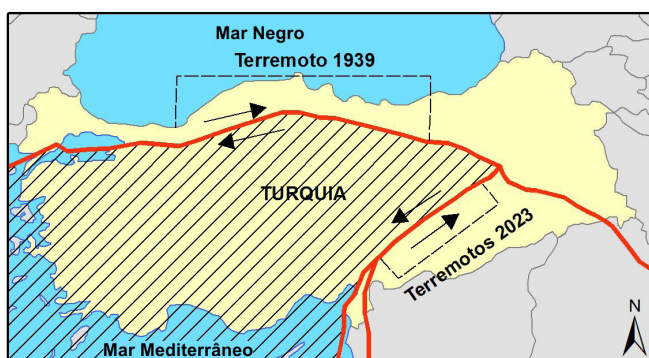 Mar Negro
Terremoto 1939
TURQUIA
Terremotos 2023
Mar Mediterrâneo
N